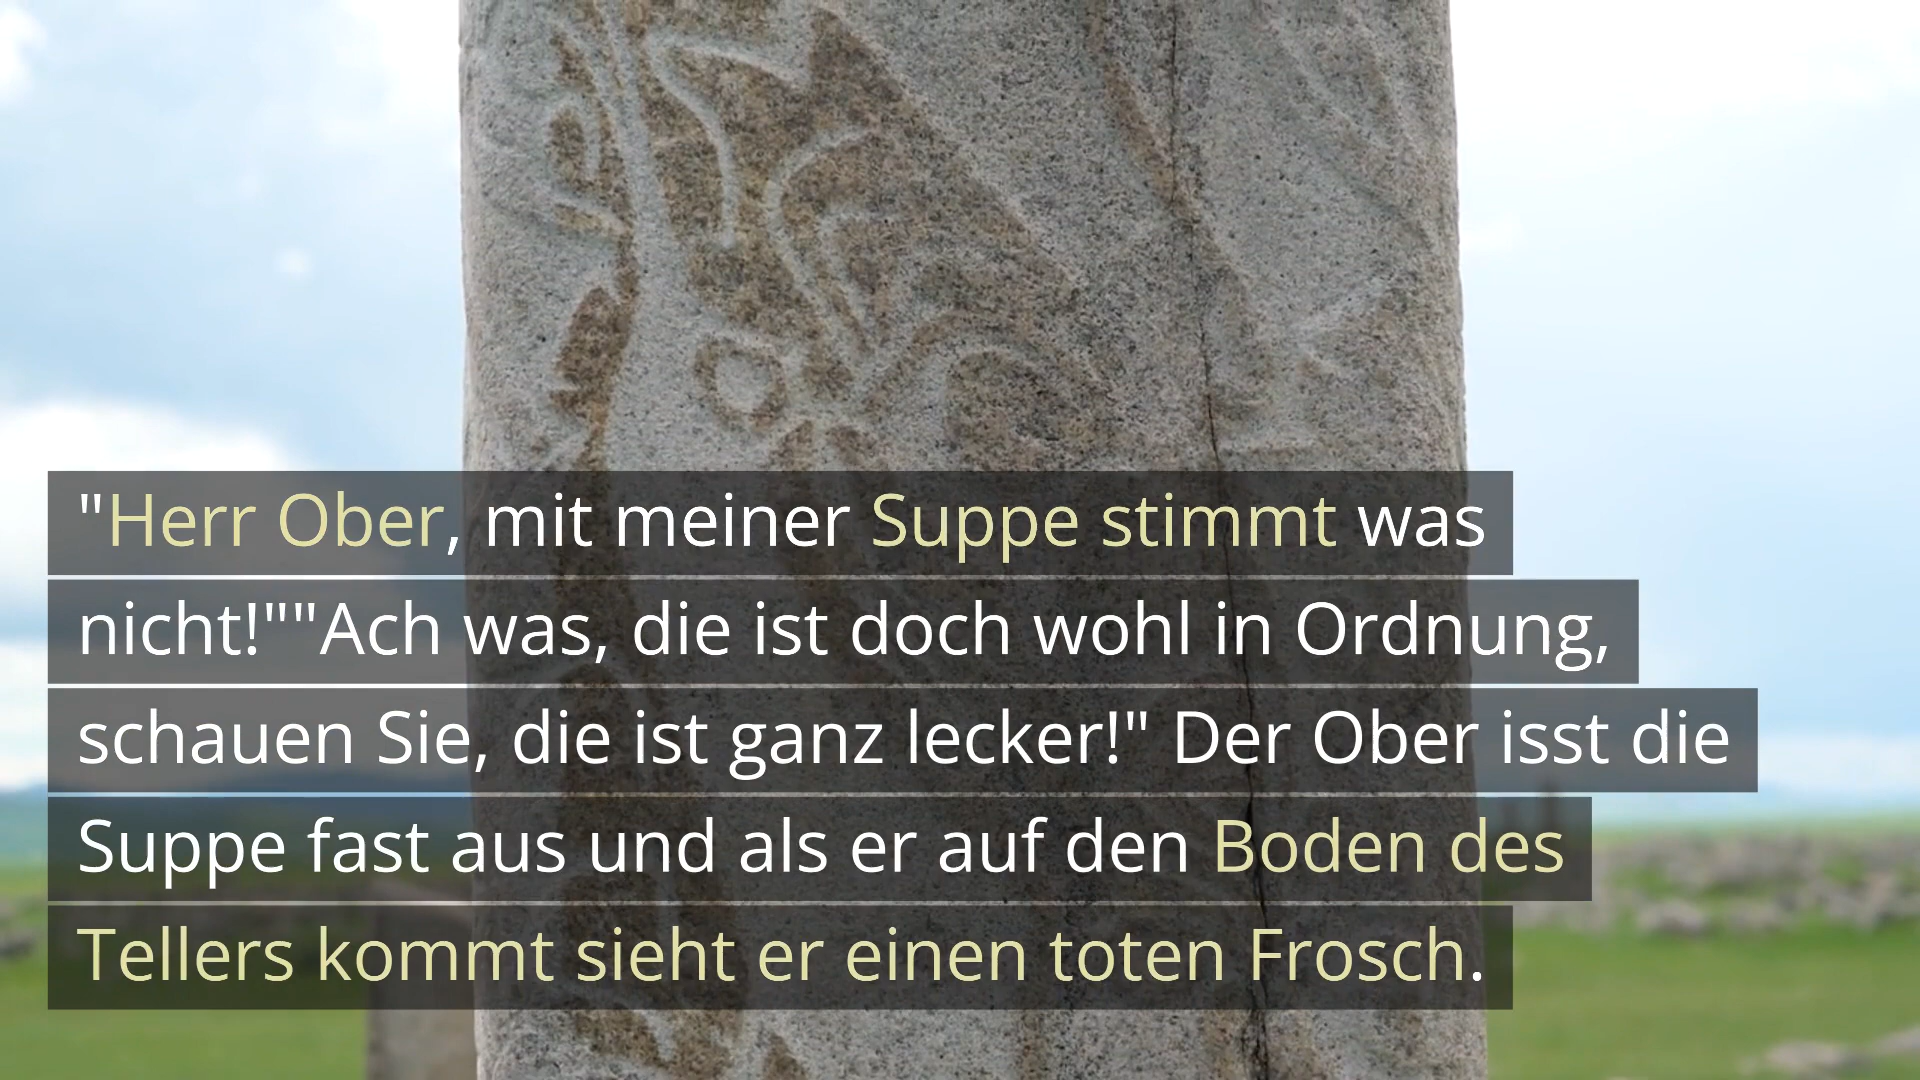 "Herr Ober, mit meiner Suppe stimmt was
nicht!""Ach was, die ist doch wohl in Ordnung,
schauen Sie, die ist ganz lecker!" Der Ober isst die
Suppe fast aus und als er auf den Boden des
Tellers kommt sieht er einen toten Frosch.